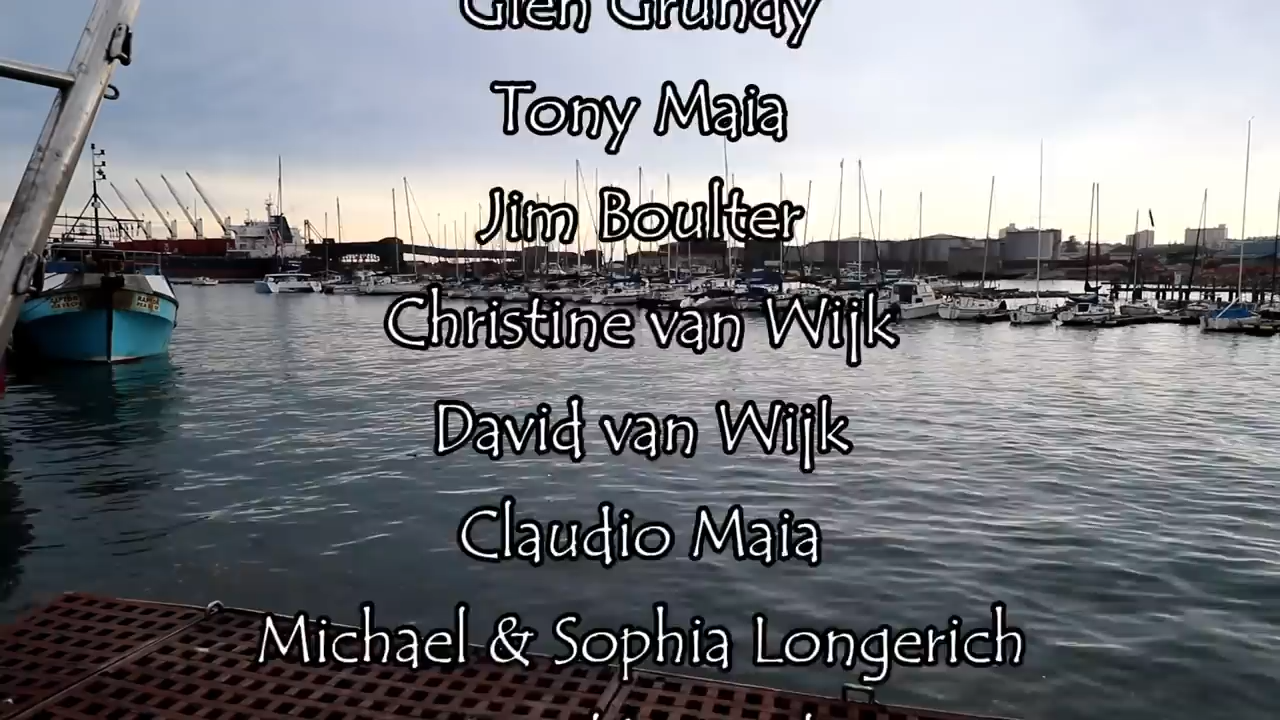 Glen Grundy
Tony Maia
Jim Boulter
Christine van Wijk
David van Wijk
Claudio Maia
Michael & Sophia Longerich